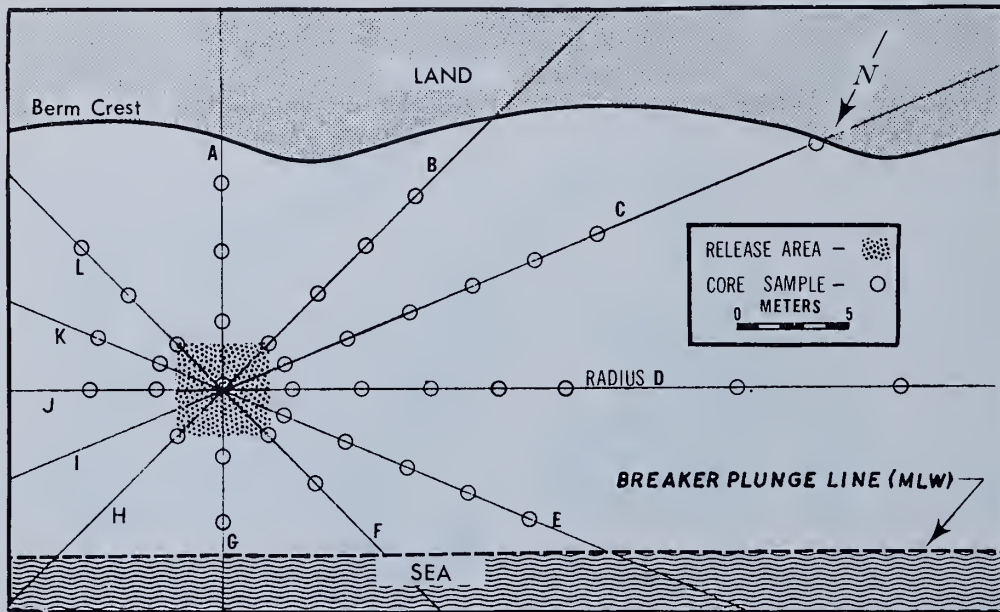 LAND
N
Berm Crest
A
B
C
L
RELEASE AREA –
CORE SAMPLE –
METERS
0 5
K
RADIUS D
J
I
BREAKER PLUNGE LINE (MLW)
H
F
E
G
SEA